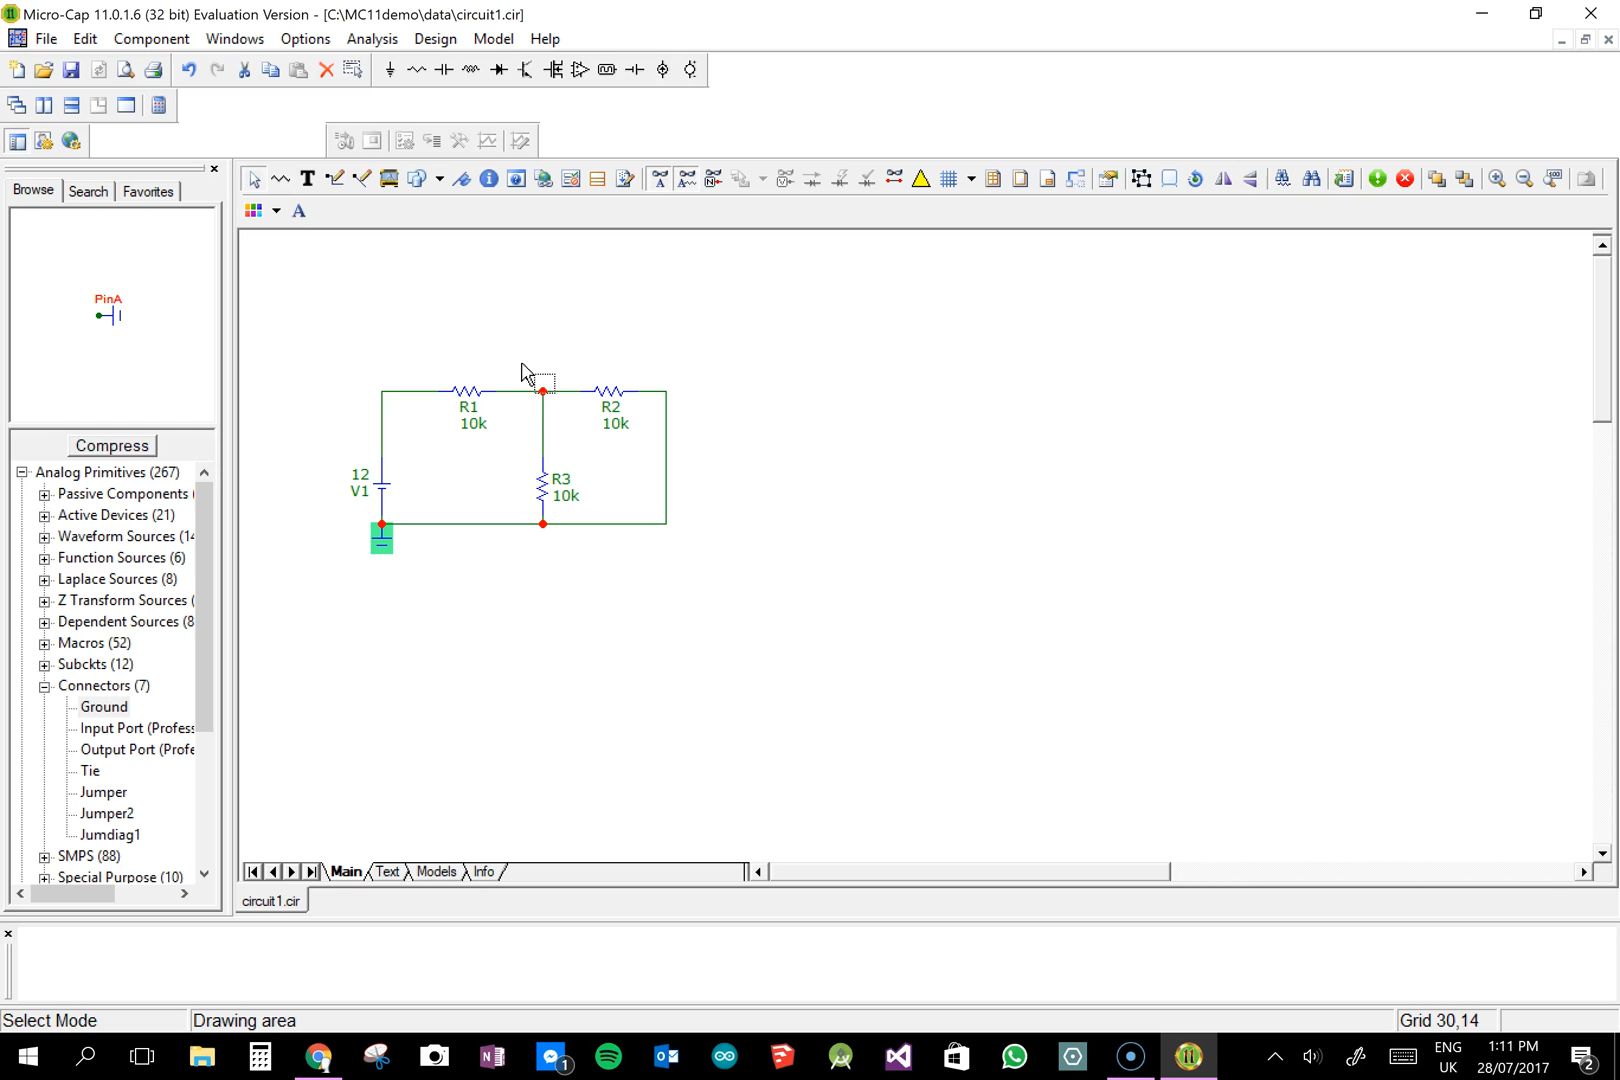 Micro-Cap 11.0.1.6 (32 bit) Evaluation Version - [C:\MC11demo\data\circuit1.cir]
File Edit Component Windows Options Analysis Design Model Help
Browse Search Favorites
PinA
Compress
Analog Primitives (267)
Passive Components (
Active Devices (21)
Waveform Sources (14
Function Sources (6)
Laplace Sources (8)
Z Transform Sources (
Dependent Sources (8
Macros (52)
Subckts (12)
Connectors (7)
Ground
Input Port (Profess
Output Port (Profe
Tie
Jumper
Jumper2
Jumdiag1
SMPS (88)
Special Purpose (10)
R1
10k
R2
10k
12
V1
R3
10k
Main Text Models Info
circuit1.cir
Select Mode Drawing area Grid 30,14
ENG
UK
1:11 PM
28/07/2017
1
2